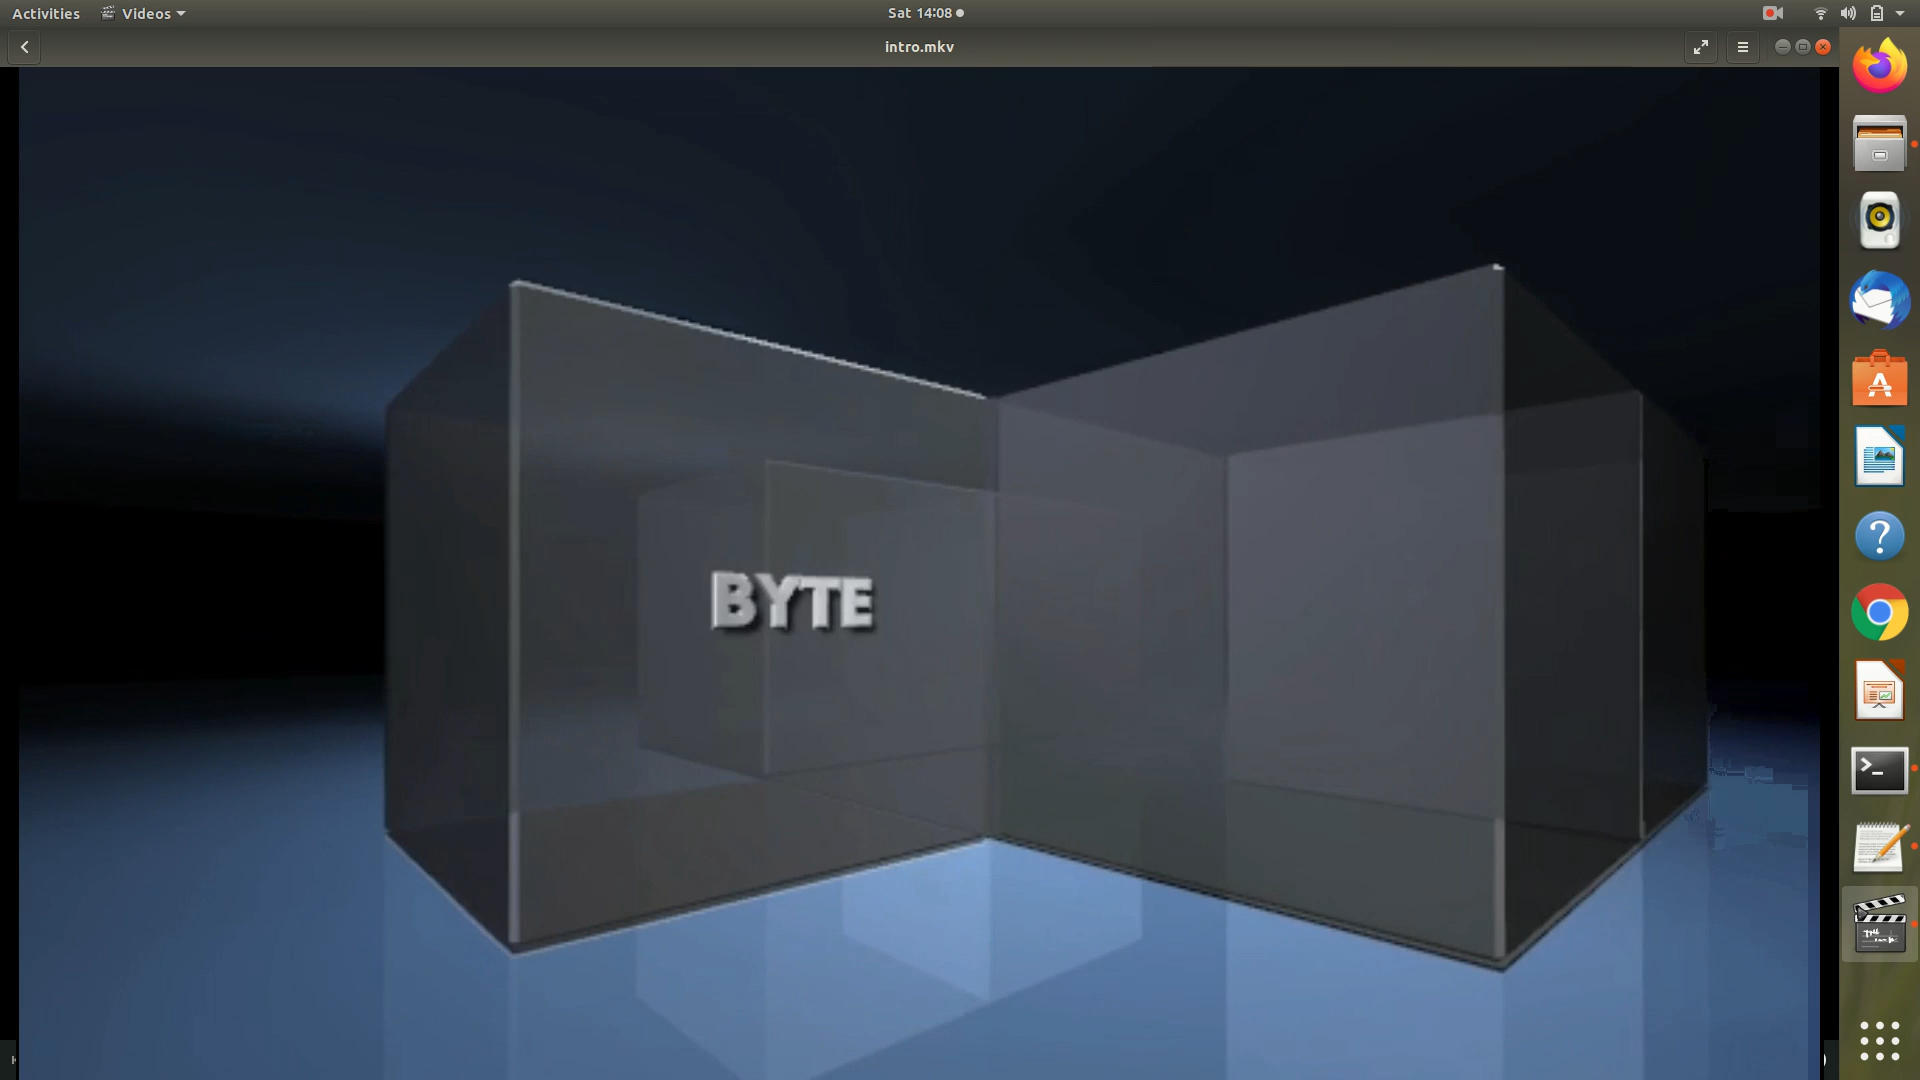 Activities
Videos
Sat 14:08
intro.mkv
BYTE